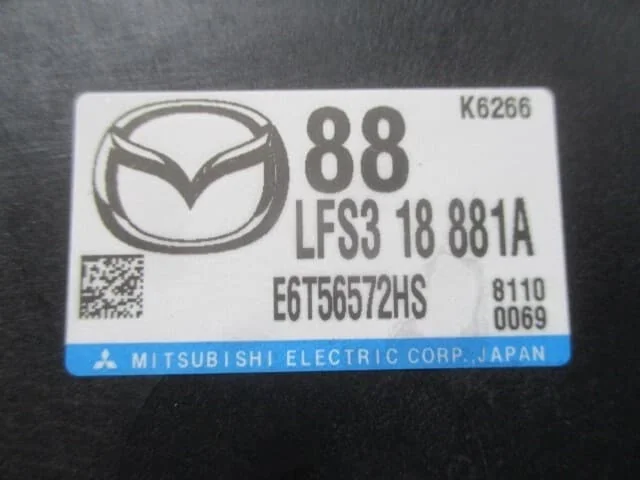 K6266
88
LFS3 18 881A
E6T56572HS
8110
0069
MITSUBISHI ELECTRIC CORP., JAPAN